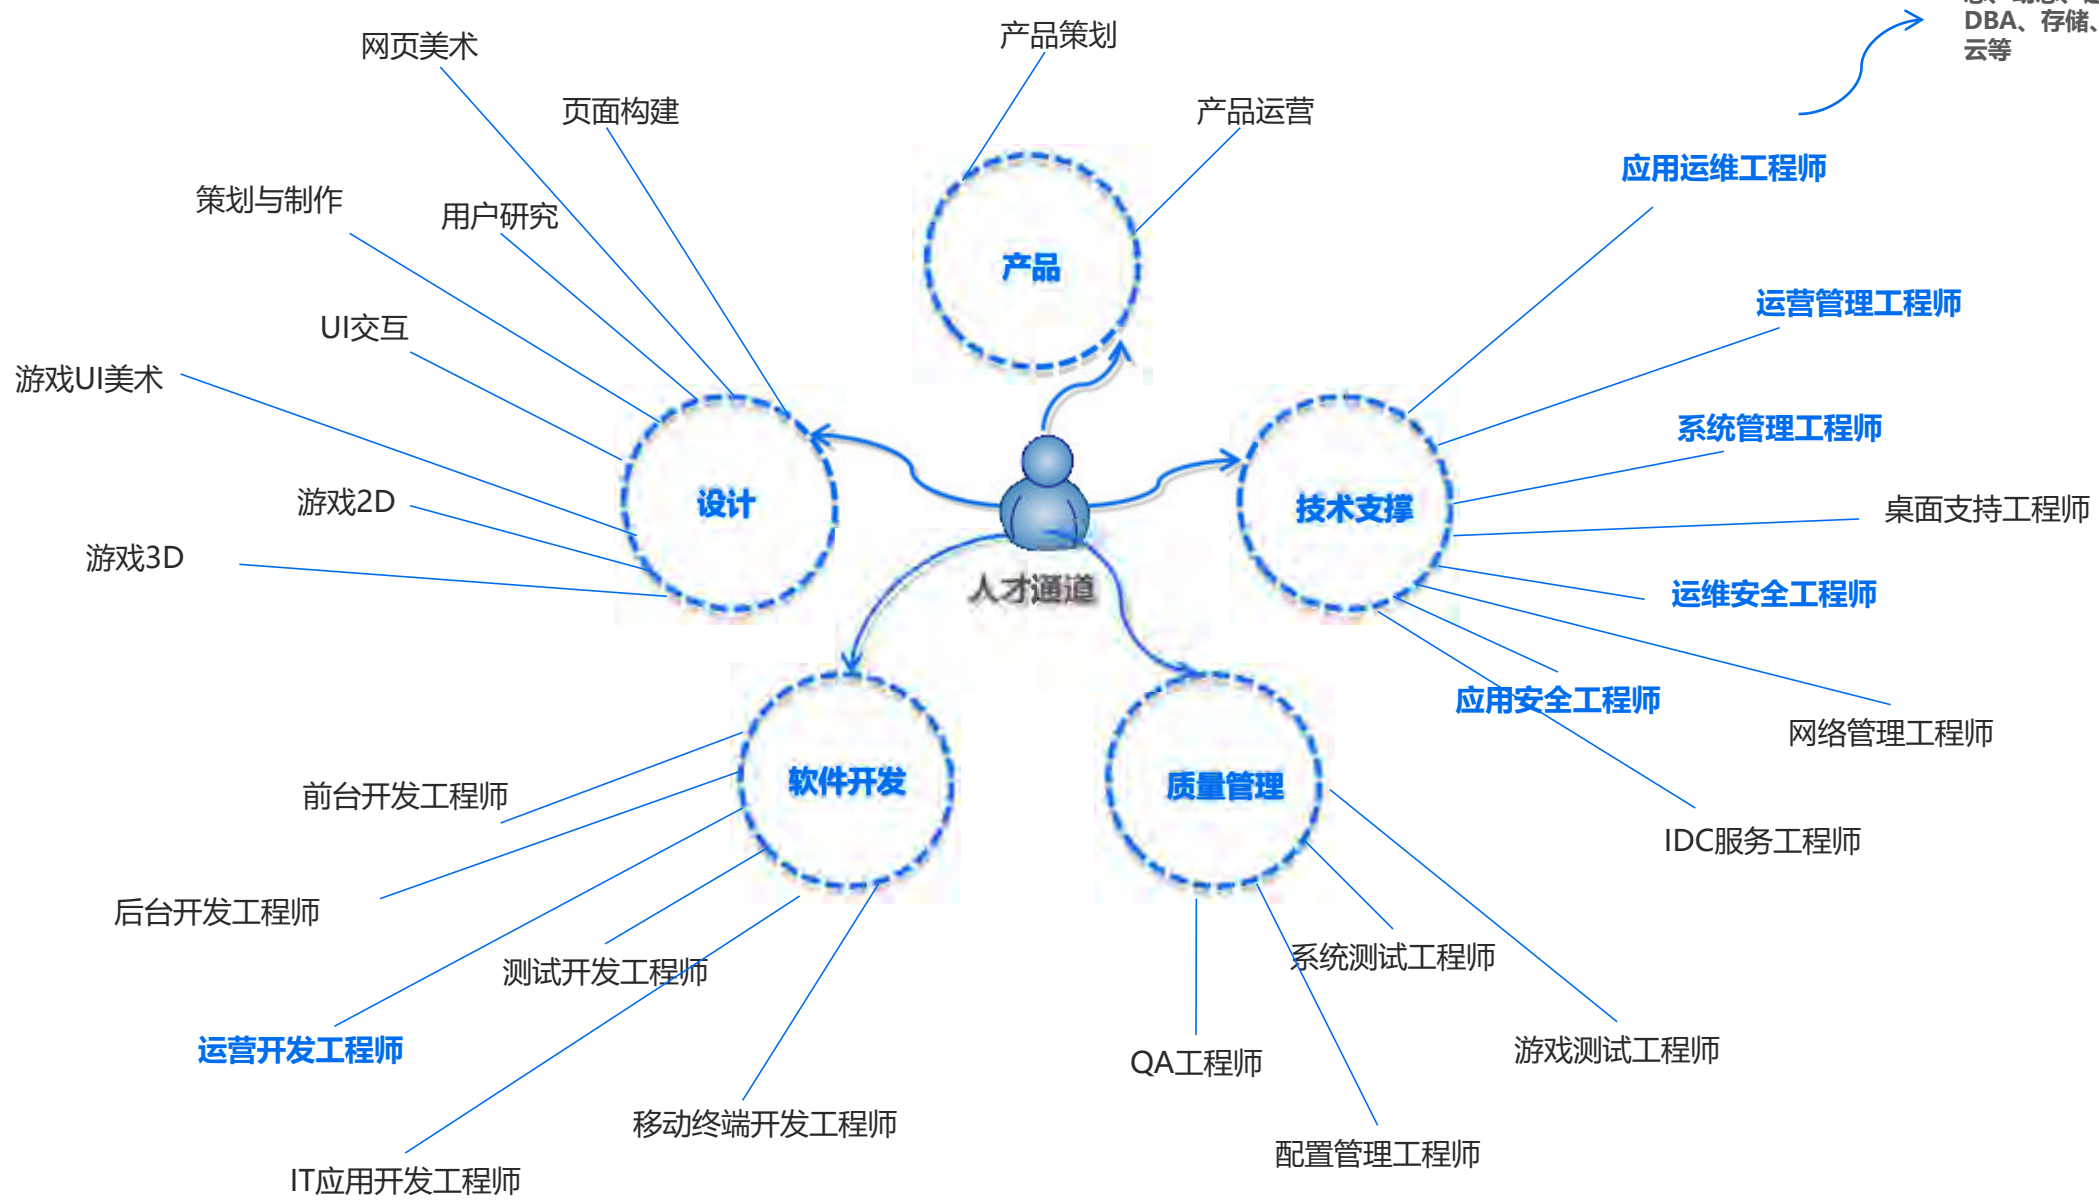 DBA、存储、
云等
网页美术
产品策划
页面构建
产品运营
应用运维工程师
策划与制作
用户研究
产品
运营管理工程师
UI交互
游戏UI美术
系统管理工程师
游戏2D
设计
技术支撑
桌面支持工程师
游戏3D
人才通道
运维安全工程师
应用安全工程师
网络管理工程师
前台开发工程师
软件开发
质量管理
IDC服务工程师
后台开发工程师
测试开发工程师
系统测试工程师
运营开发工程师
QA工程师
游戏测试工程师
移动终端开发工程师
配置管理工程师
IT应用开发工程师